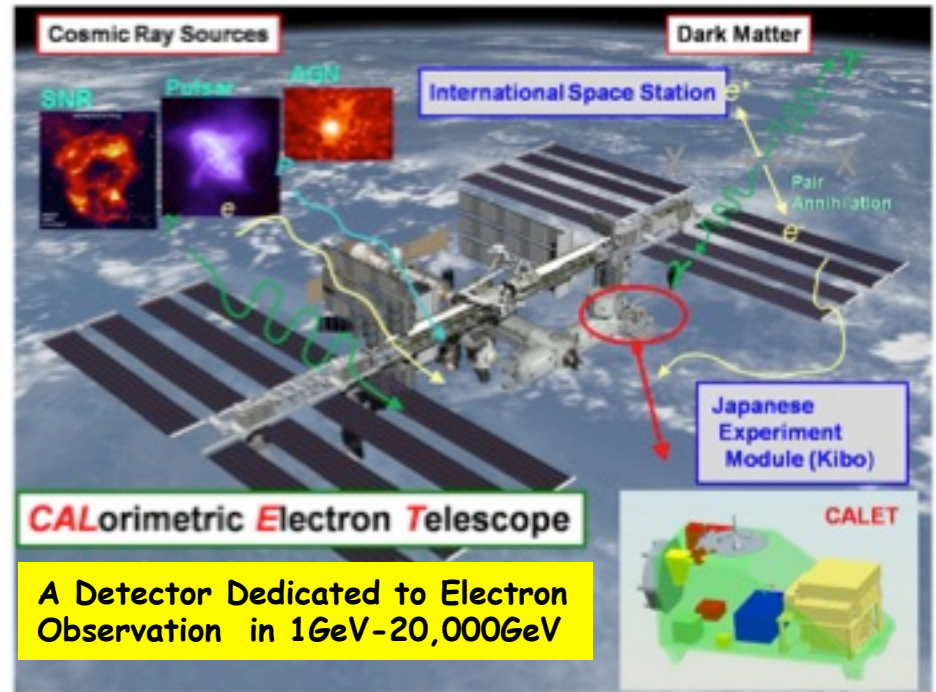 Cosmic Ray Sources
Dark Matter
SNR
Pulsar
AGN
International Space Station
e⁺
γ
χ
χ
Pair
Annihilation
e
e⁻
P
γ
γ
Japanese
Experiment
Module (Kibo)
CALorimetric Electron Telescope
CALET
A Detector Dedicated to Electron
Observation in 1GeV-20,000GeV